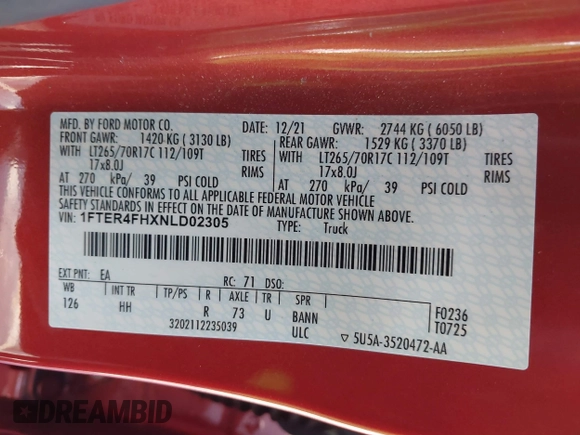 MFD. BY FORD MOTOR CO. DATE: 12/21 GVWR: 2744 KG ( 6050 LB)
FRONT GAWR: 1420 KG ( 3130 LB) REAR GAWR: 1529 KG ( 3370 LB)
WITH LT265/70R17C 112/109T TIRES WITH LT265/70R17C 112/109T TIRES
17x8.0J RIMS 17x8.0J
AT 270 kPa/ 39 PSI COLD AT 270 kPa/ 39 PSI COLD
THIS VEHICLE CONFORMS TO ALL APPLICABLE FEDERAL MOTOR VEHICLE
SAFETY STANDARDS IN EFFECT ON THE DATE OF MANUFACTURE SHOWN ABOVE.
VIN: 1FTER4FHXNLD02305 TYPE: Truck
EXT PNT: EA RC: 71 DSO:
WB HH TP/PS R AXLE TR SPR F0236
126 R 73 U BANN T0725
3202112235039 ULC 5U5A-3520472-AA
DREAMBID